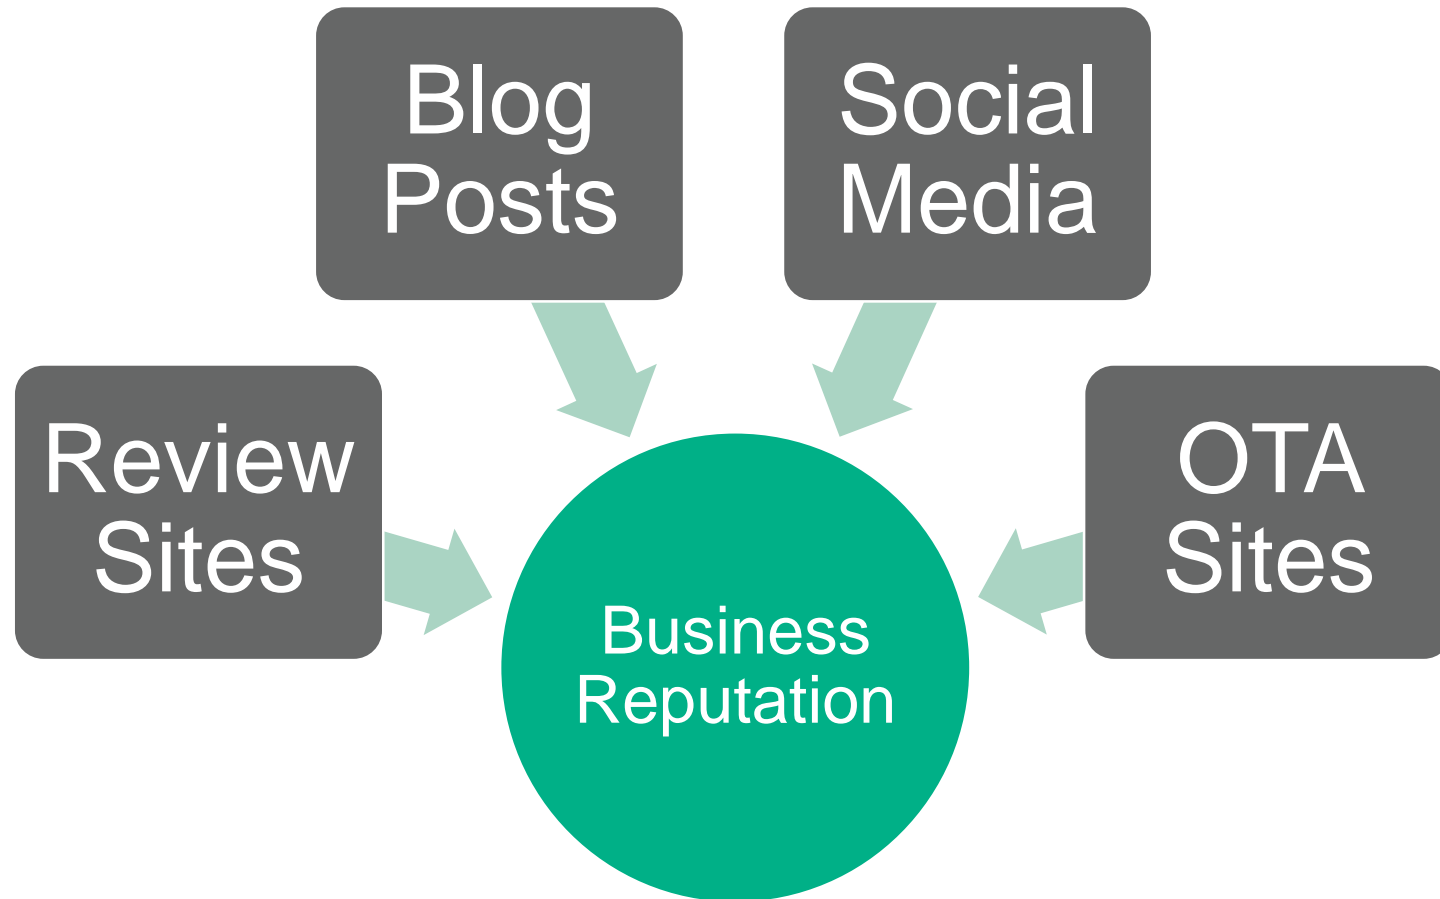 Blog
Posts
Social
Media
Review
Sites
OTA
Sites
Business
Reputation